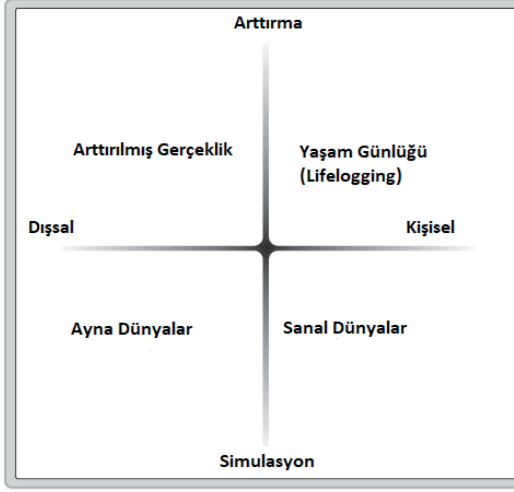 Arttırma
Arttırılmış Gerçeklik
Yaşam Günlüğü
(Lifelogging)
Dışsal
Kişisel
Ayna Dünyalar
Sanal Dünyalar
Simulasyon